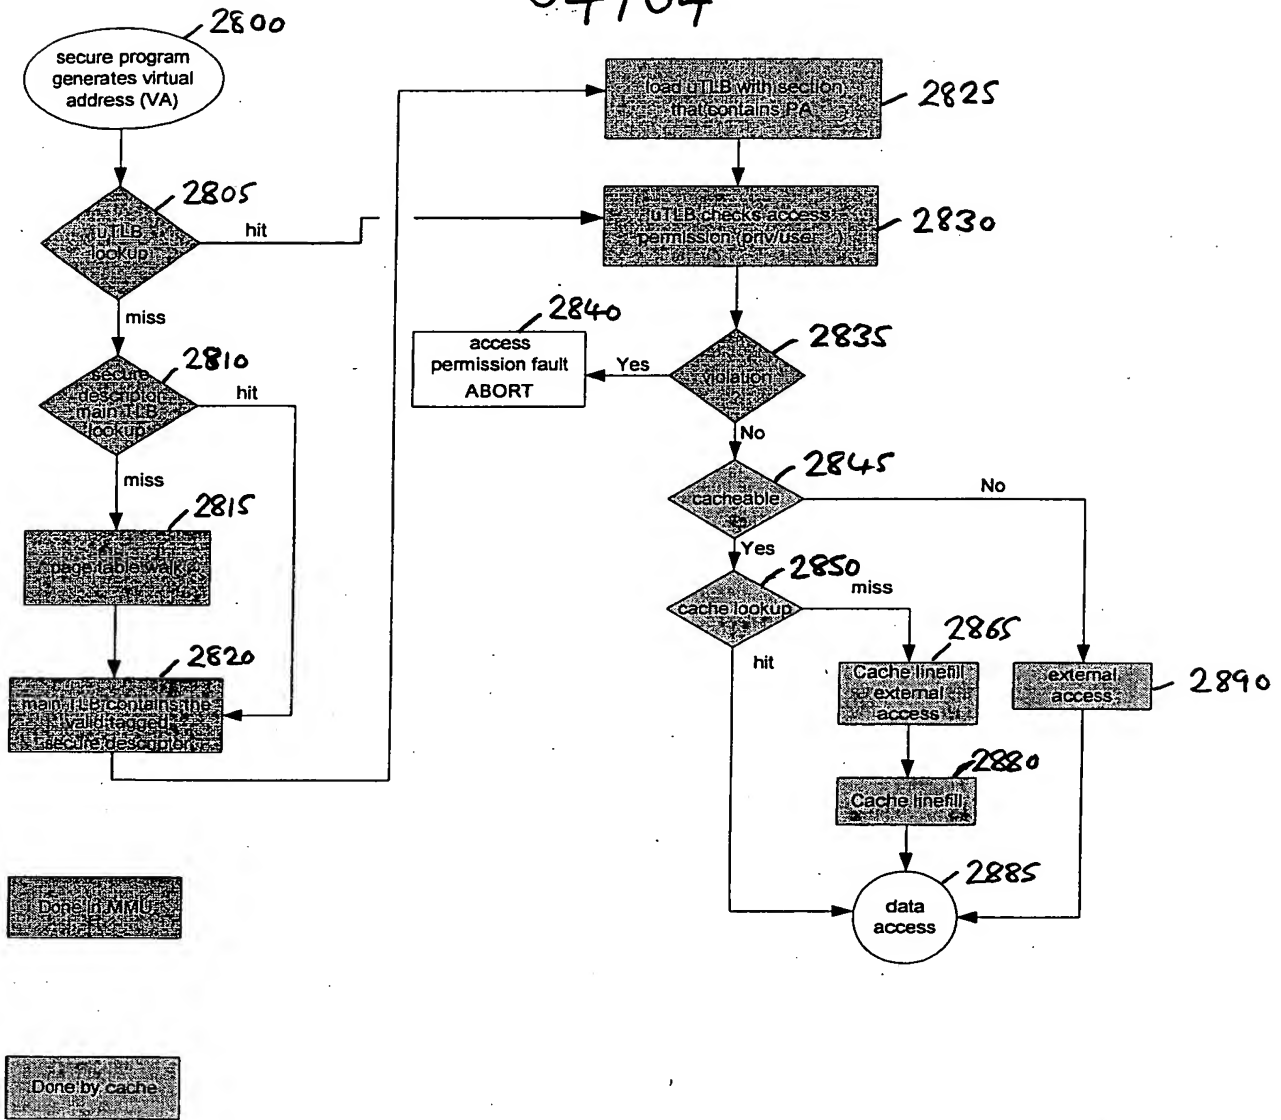 2800
secure program
generates virtual
address (VA)
2805
uTLB
lookup
hit
miss
2810
secure
descriptor
main TLB
lookup
hit
miss
2815
page table walk
2820
main TLB contains the
valid tagged
secure descriptor
load uTLB with section
that contains PA
2825
uTLB checks access
permission (priv/user
2830
2840
access
permission fault
ABORT
Yes
2835
violation
?
No
2845
cacheable
?
No
Yes
2850
cache lookup
miss
hit
2865
Cache linefill
external
access
external
access
2890
2880
Cache linefill
2885
data
access
Done in MMU
Done by cache